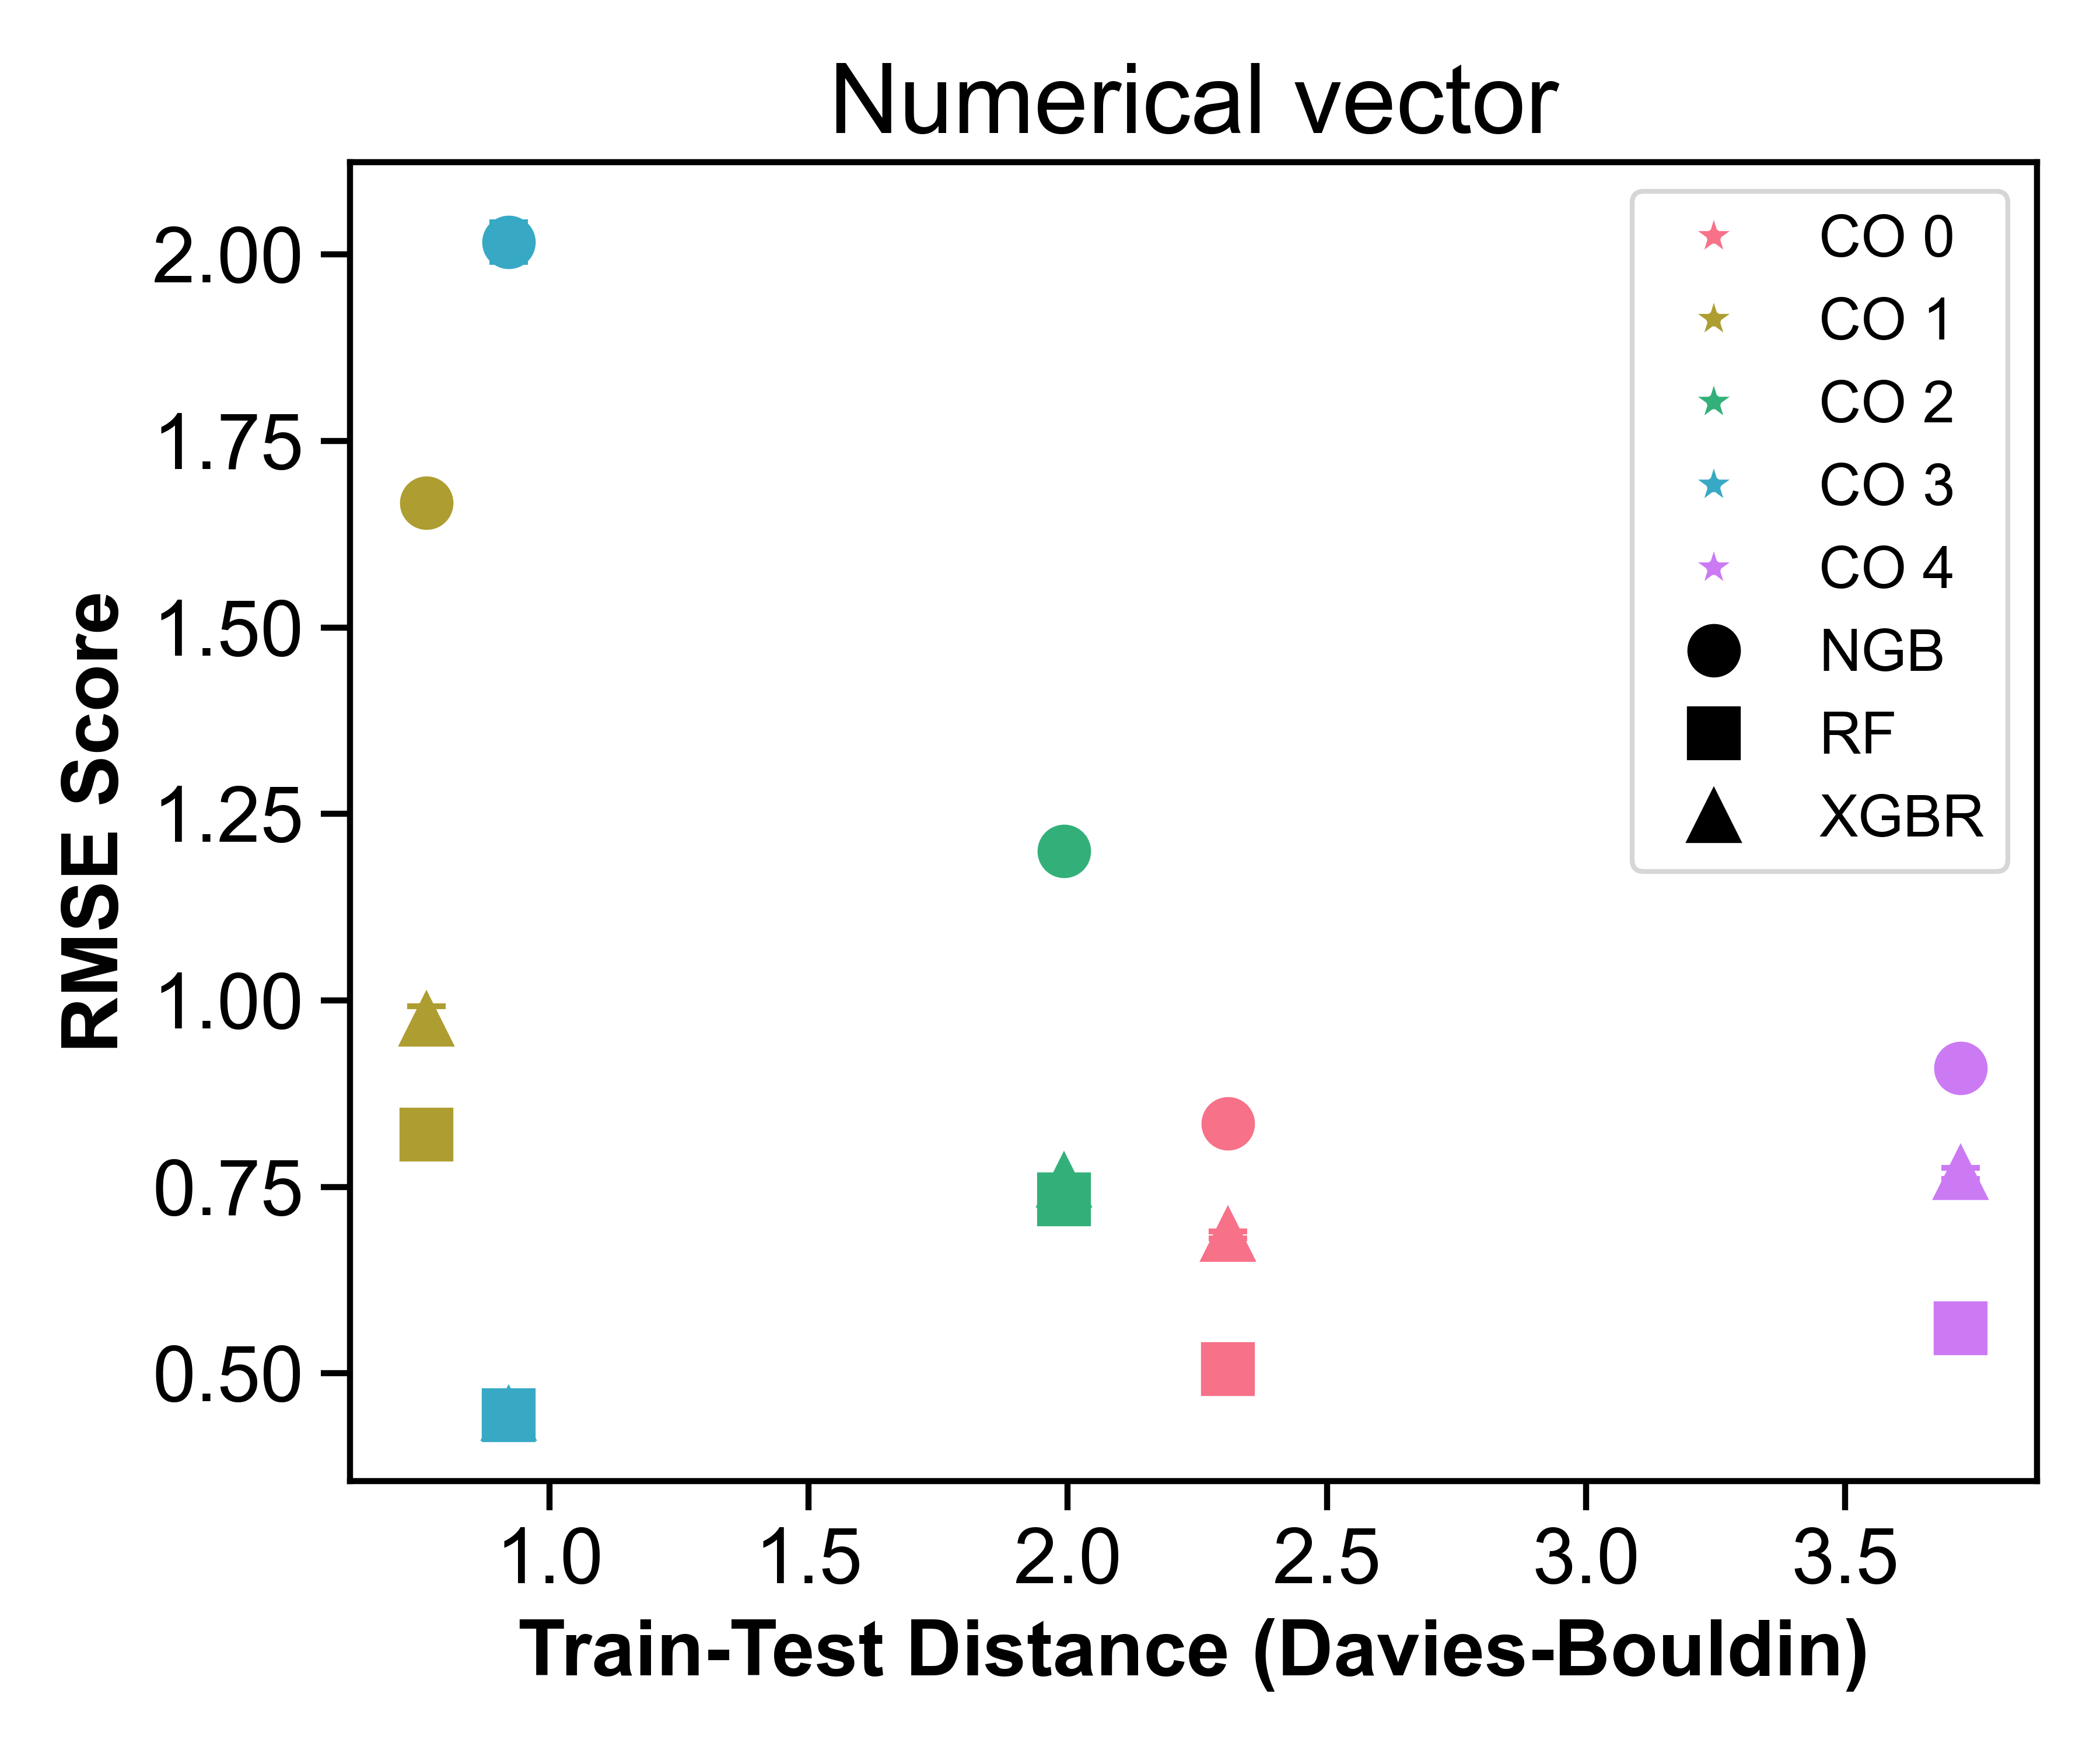 Numerical vector
RMSE Score
2.00
1.75
1.50
1.25
1.00
0.75
0.50
CO 0
CO 1
CO 2
CO 3
CO 4
NGB
RF
XGBR
1.0 1.5 2.0 2.5 3.0 3.5
Train-Test Distance (Davies-Bouldin)